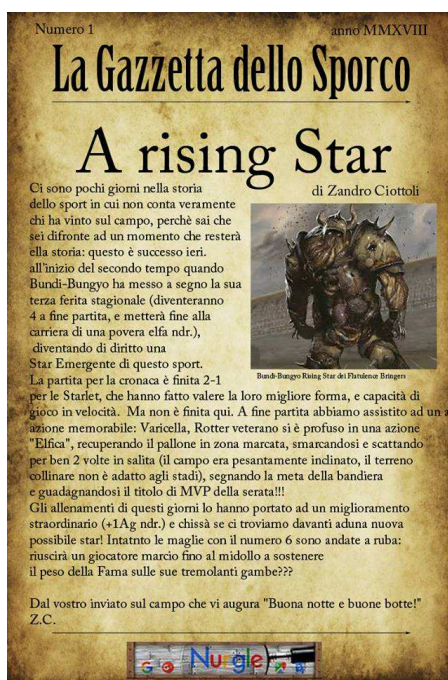 Numero 1
anno MMXVIII
La Gazzetta dello Sporco
A rising Star
di Zandro Ciottoli
Ci sono pochi giorni nella storia
dello sport in cui non conta veramente
chi ha vinto sul campo, perchè sai che
sei difronte ad un momento che resterà
ella storia: questo è successo ieri.
all'inizio del secondo tempo quando
Bundi-Bungyo ha messo a segno la sua
terza ferita stagionale (diventeranno
4 a fine partita, e metterà fine alla
carriera di una povera elfa ndr.),
diventando di diritto una
Star Emergente di questo sport.
Bundi-Bungyo Rising Star dei Flatulence Bringers
La partita per la cronaca è finita 2-1
per le Starlet, che hanno fatto valere la loro migliore forma, e capacità di
gioco in velocità. Ma non è finita qui. A fine partita abbiamo assistito ad un a
azione memorabile: Varicella, Rotter veterano si è profuso in una azione
"Elfica", recuperando il pallone in zona marcata, smarcandosi e scattando
per ben 2 volte in salita (il campo era pesantemente inclinato, il terreno
collinare non è adatto agli stadi), segnando la meta della bandiera
e guadagnandosi il titolo di MVP della serata!!!
Gli allenamenti di questi giorni lo hanno portato ad un miglioramento
straordinario (+1Ag ndr.) e chissà se ci troviamo davanti aduna nuova
possibile star! Intatnto le maglie con il numero 6 sono andate a ruba:
riuscirà un giocatore marcio fino al midollo a sostenere
il peso della Fama sulle sue tremolanti gambe???
Dal vostro inviato sul campo che vi augura "Buona notte e buone botte!"
Z.C.
Nurgle